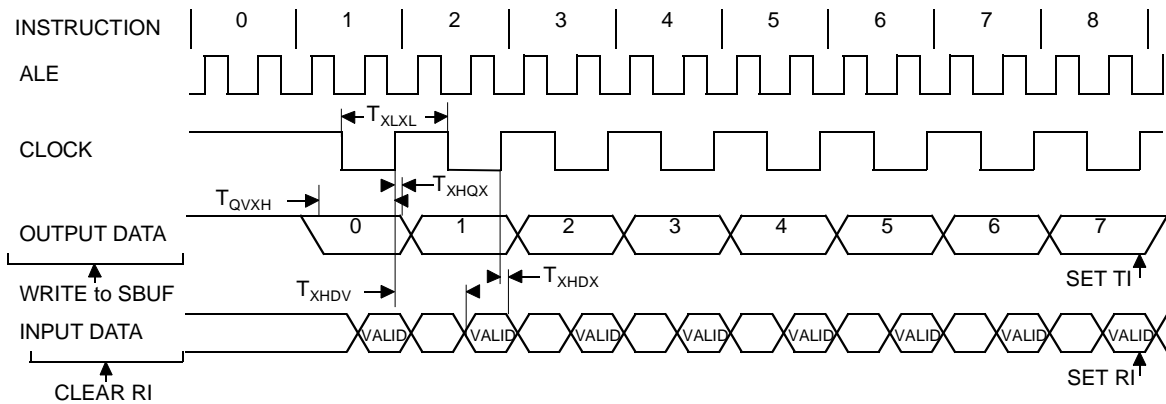 INSTRUCTION 0 1 2 3 4 5 6 7 8
ALE
T_XLXL
CLOCK
T_XHQX
T_QVXH
OUTPUT DATA 0 1 2 3 4 5 6 7
WRITE to SBUF T_XHDV T_XHDX SET TI
INPUT DATA VALID VALID VALID VALID VALID VALID VALID VALID
CLEAR RI SET RI